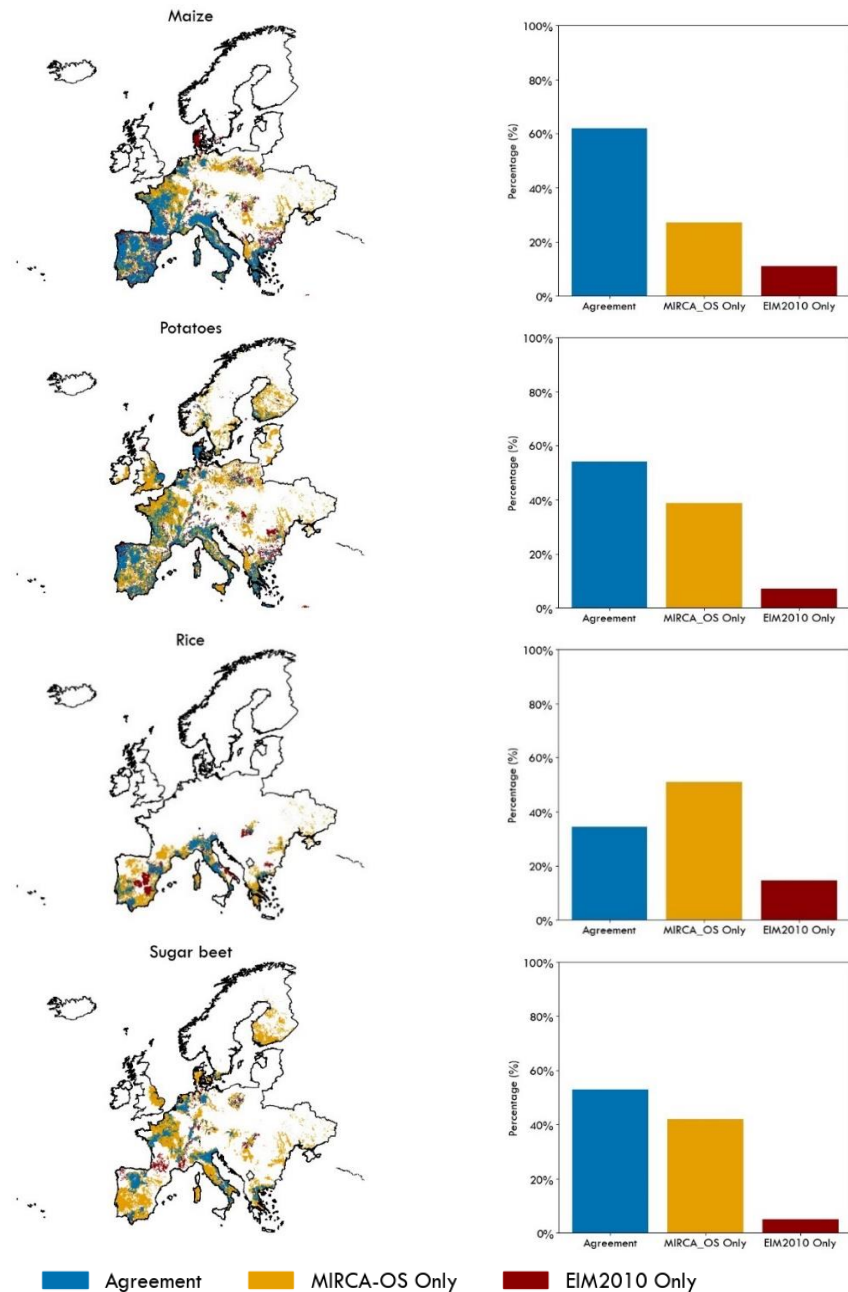 Maize
100%
80%
60%
40%
20%
0%
Percentage (%)
Agreement
MIRCA_OS Only
EIM2010 Only
Potatoes
100%
80%
60%
40%
20%
0%
Percentage (%)
Agreement
MIRCA_OS Only
EIM2010 Only
Rice
100%
80%
60%
40%
20%
0%
Percentage (%)
Agreement
MIRCA_OS Only
EIM2010 Only
Sugar beet
100%
80%
60%
40%
20%
0%
Percentage (%)
Agreement
MIRCA_OS Only
EIM2010 Only
Agreement
MIRCA-OS Only
EIM2010 Only